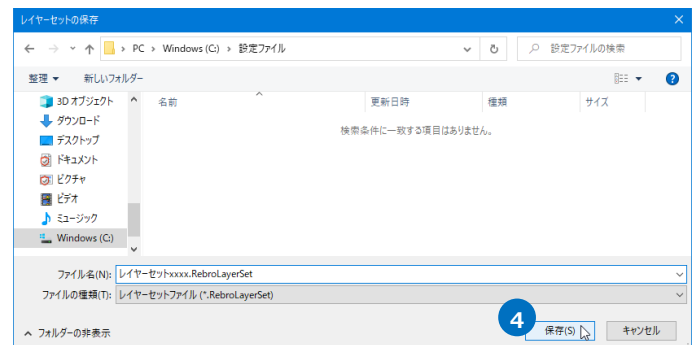 レイヤーセットの保存
PC › Windows (C:) › 設定ファイル
設定ファイルの検索
整理 新しいフォルダー
名前 更新日時 種類 サイズ
検索条件に一致する項目はありません。
3D オブジェクト
ダウンロード
デスクトップ
ドキュメント
ピクチャ
ビデオ
ミュージック
Windows (C:)
ファイル名(N): レイヤーセットxxxx.RebroLayerSet
ファイルの種類(T): レイヤーセットファイル (*.RebroLayerSet)
フォルダーの非表示
4
保存(S)
キャンセル